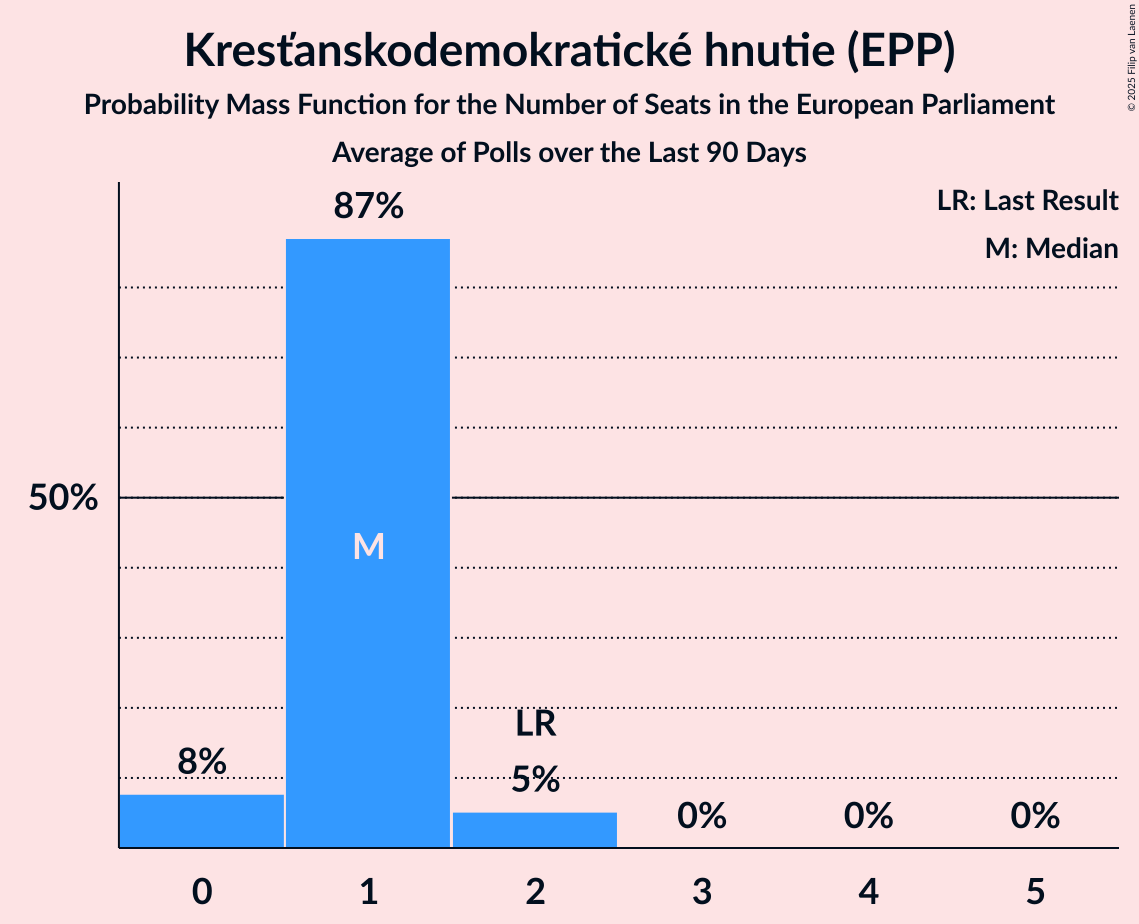 Kresťanskodemokratické hnutie (EPP)
Probability Mass Function for the Number of Seats in the European Parliament
Average of Polls over the Last 90 Days
© 2025 Filip van Laenen
LR: Last Result
M: Median
87%
50%
M
LR
8%
5%
0%
0%
0%
0
1
2
3
4
5